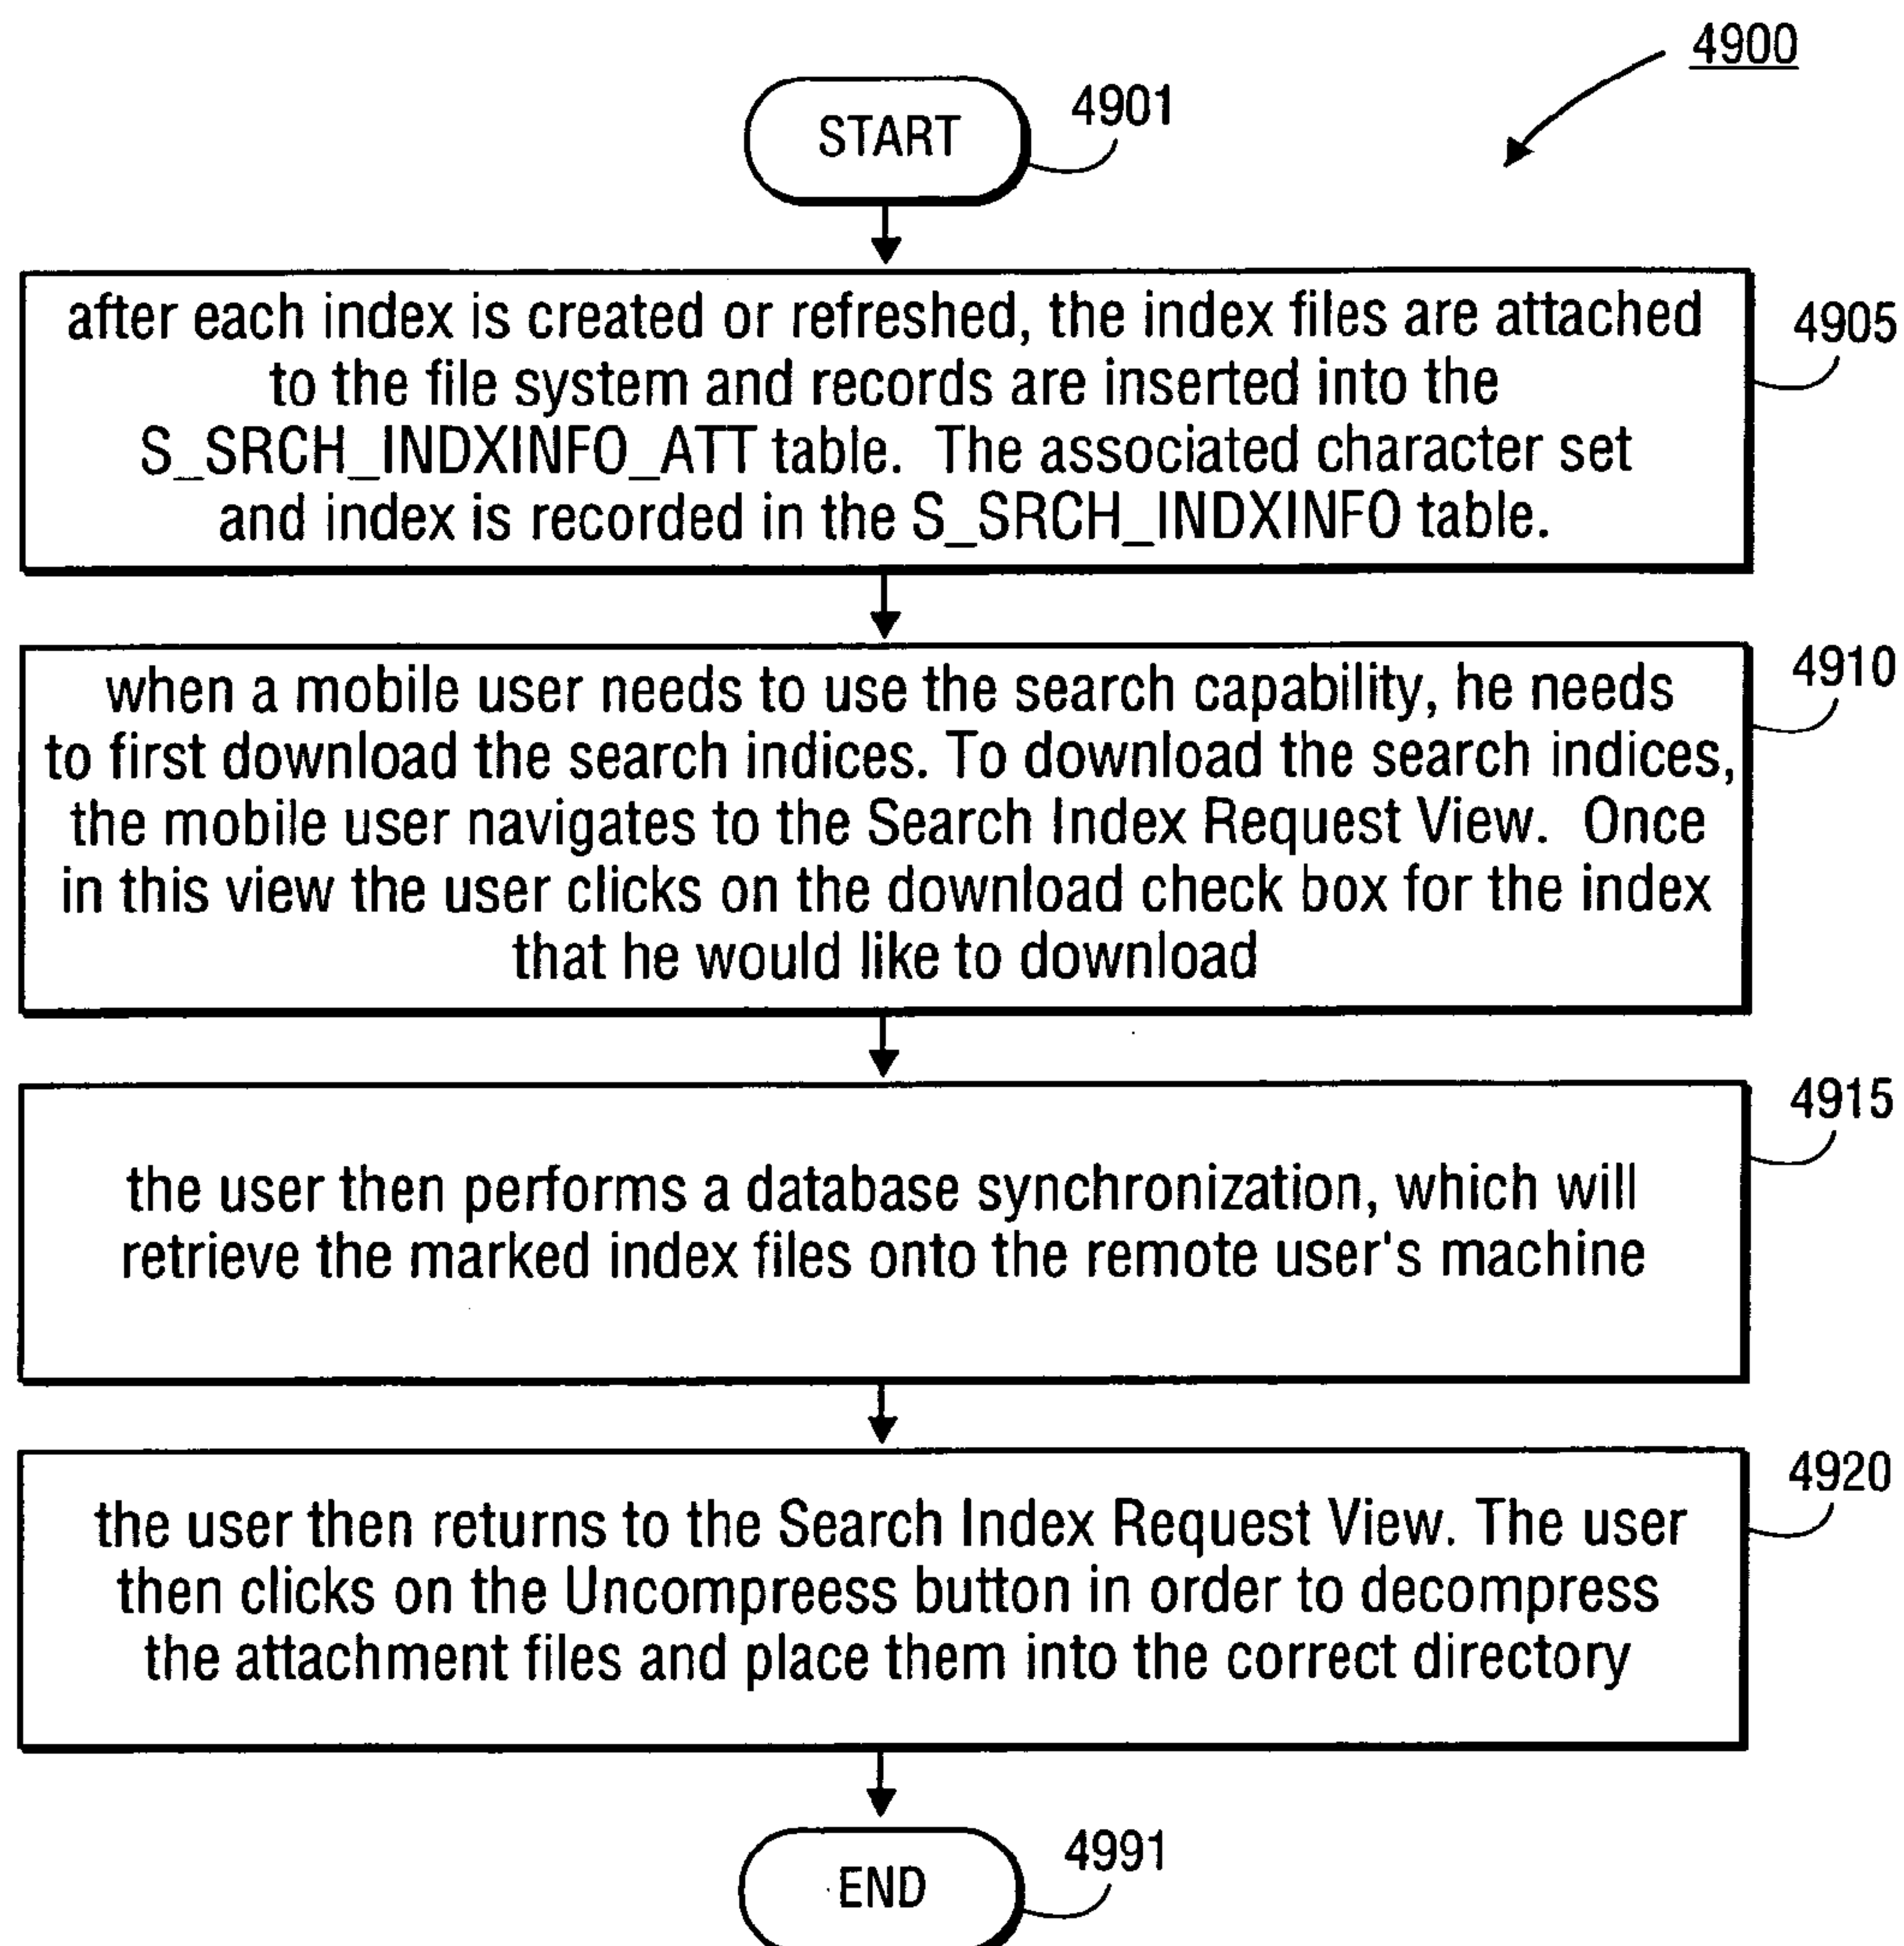 4900
START
4901
after each index is created or refreshed, the index files are attached
to the file system and records are inserted into the
S_SRCH_INDXINFO_ATT table. The associated character set
and index is recorded in the S_SRCH_INDXINFO table.
4905
when a mobile user needs to use the search capability, he needs
to first download the search indices. To download the search indices,
the mobile user navigates to the Search Index Request View. Once
in this view the user clicks on the download check box for the index
that he would like to download
4910
the user then performs a database synchronization, which will
retrieve the marked index files onto the remote user's machine
4915
the user then returns to the Search Index Request View. The user
then clicks on the Uncompreess button in order to decompress
the attachment files and place them into the correct directory
4920
END
4991